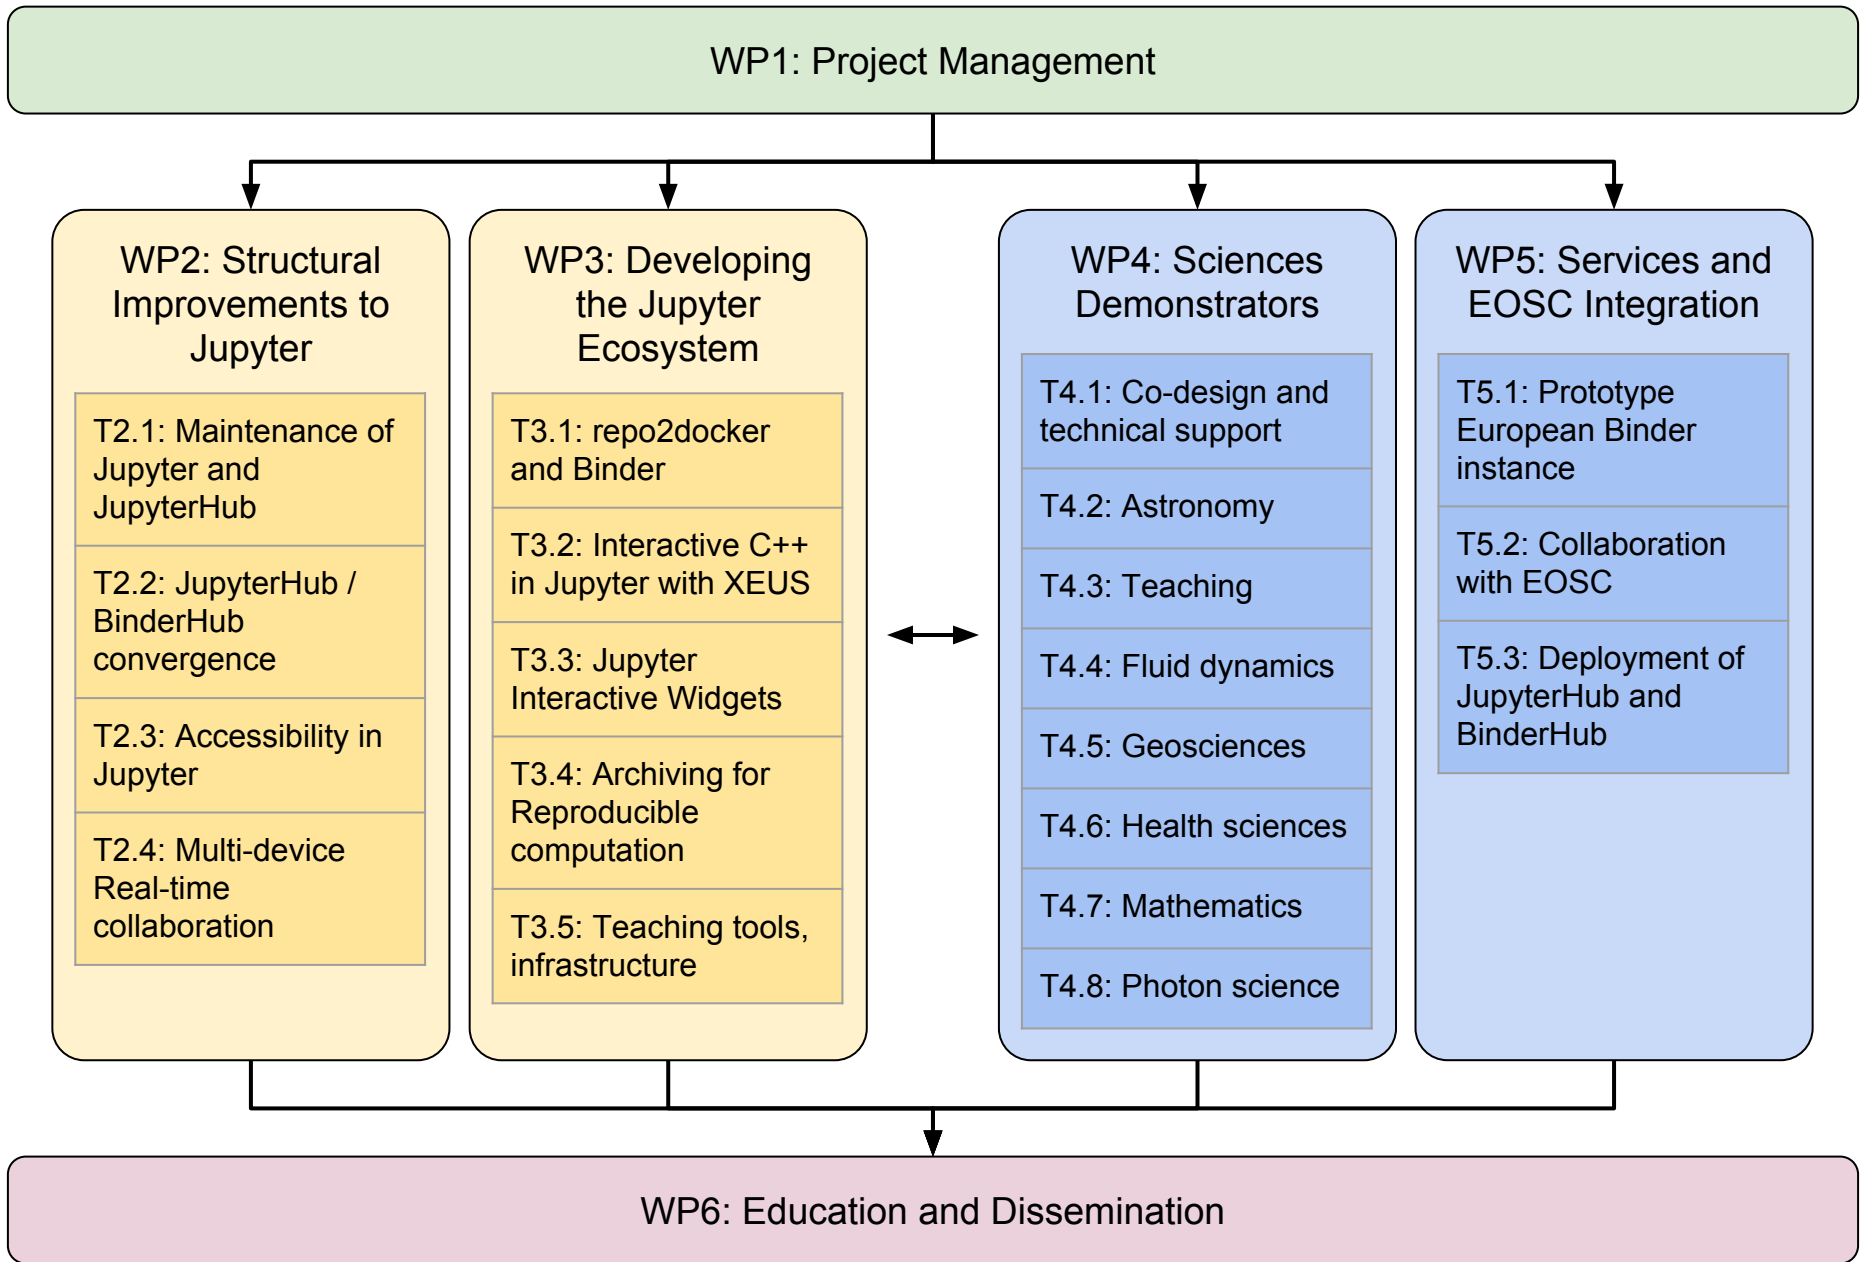 WP1: Project Management
WP2: Structural
Improvements to
Jupyter
T2.1: Maintenance of
Jupyter and
JupyterHub
T2.2: JupyterHub /
BinderHub
convergence
T2.3: Accessibility in
Jupyter
T2.4: Multi-device
Real-time
collaboration
WP3: Developing
the Jupyter
Ecosystem
T3.1: repo2docker
and Binder
T3.2: Interactive C++
in Jupyter with XEUS
T3.3: Jupyter
Interactive Widgets
T3.4: Archiving for
Reproducible
computation
T3.5: Teaching tools,
infrastructure
WP4: Sciences
Demonstrators
T4.1: Co-design and
technical support
T4.2: Astronomy
T4.3: Teaching
T4.4: Fluid dynamics
T4.5: Geosciences
T4.6: Health sciences
T4.7: Mathematics
T4.8: Photon science
WP5: Services and
EOSC Integration
T5.1: Prototype
European Binder
instance
T5.2: Collaboration
with EOSC
T5.3: Deployment of
JupyterHub and
BinderHub
WP6: Education and Dissemination